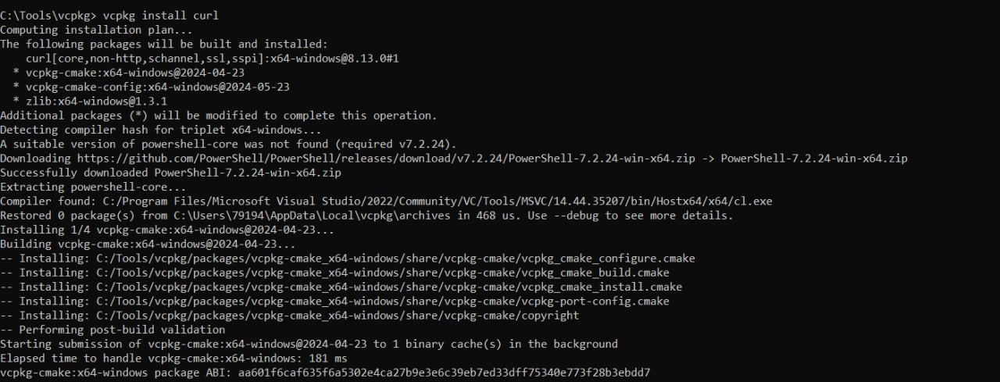 C:\Tools\vcpkg> vcpkg install curl
Computing installation plan...
The following packages will be built and installed:
    curl[core,non-http,schannel,ssl,sspi]:x64-windows@8.13.0#1
  * vcpkg-cmake:x64-windows@2024-04-23
  * vcpkg-cmake-config:x64-windows@2024-05-23
  * zlib:x64-windows@1.3.1
Additional packages (*) will be modified to complete this operation.
Detecting compiler hash for triplet x64-windows...
A suitable version of powershell-core was not found (required v7.2.24).
Downloading https://github.com/PowerShell/PowerShell/releases/download/v7.2.24/PowerShell-7.2.24-win-x64.zip -> PowerShell-7.2.24-win-x64.zip
Successfully downloaded PowerShell-7.2.24-win-x64.zip
Extracting powershell-core...
Compiler found: C:/Program Files/Microsoft Visual Studio/2022/Community/VC/Tools/MSVC/14.44.35207/bin/Hostx64/x64/cl.exe
Restored 0 package(s) from C:\Users\79194\AppData\Local\vcpkg\archives in 468 us. Use --debug to see more details.
Installing 1/4 vcpkg-cmake:x64-windows@2024-04-23...
Building vcpkg-cmake:x64-windows@2024-04-23...
-- Installing: C:/Tools/vcpkg/packages/vcpkg-cmake_x64-windows/share/vcpkg-cmake/vcpkg_cmake_configure.cmake
-- Installing: C:/Tools/vcpkg/packages/vcpkg-cmake_x64-windows/share/vcpkg-cmake/vcpkg_cmake_build.cmake
-- Installing: C:/Tools/vcpkg/packages/vcpkg-cmake_x64-windows/share/vcpkg-cmake/vcpkg_cmake_install.cmake
-- Installing: C:/Tools/vcpkg/packages/vcpkg-cmake_x64-windows/share/vcpkg-cmake/vcpkg-port-config.cmake
-- Installing: C:/Tools/vcpkg/packages/vcpkg-cmake_x64-windows/share/vcpkg-cmake/copyright
-- Performing post-build validation
Starting submission of vcpkg-cmake:x64-windows@2024-04-23 to 1 binary cache(s) in the background
Elapsed time to handle vcpkg-cmake:x64-windows: 181 ms
vcpkg-cmake:x64-windows package ABI: aa601f6caf635f6a5302e4ca27b9e3e6c39eb7ed33dff75340e773f28b3ebdd7